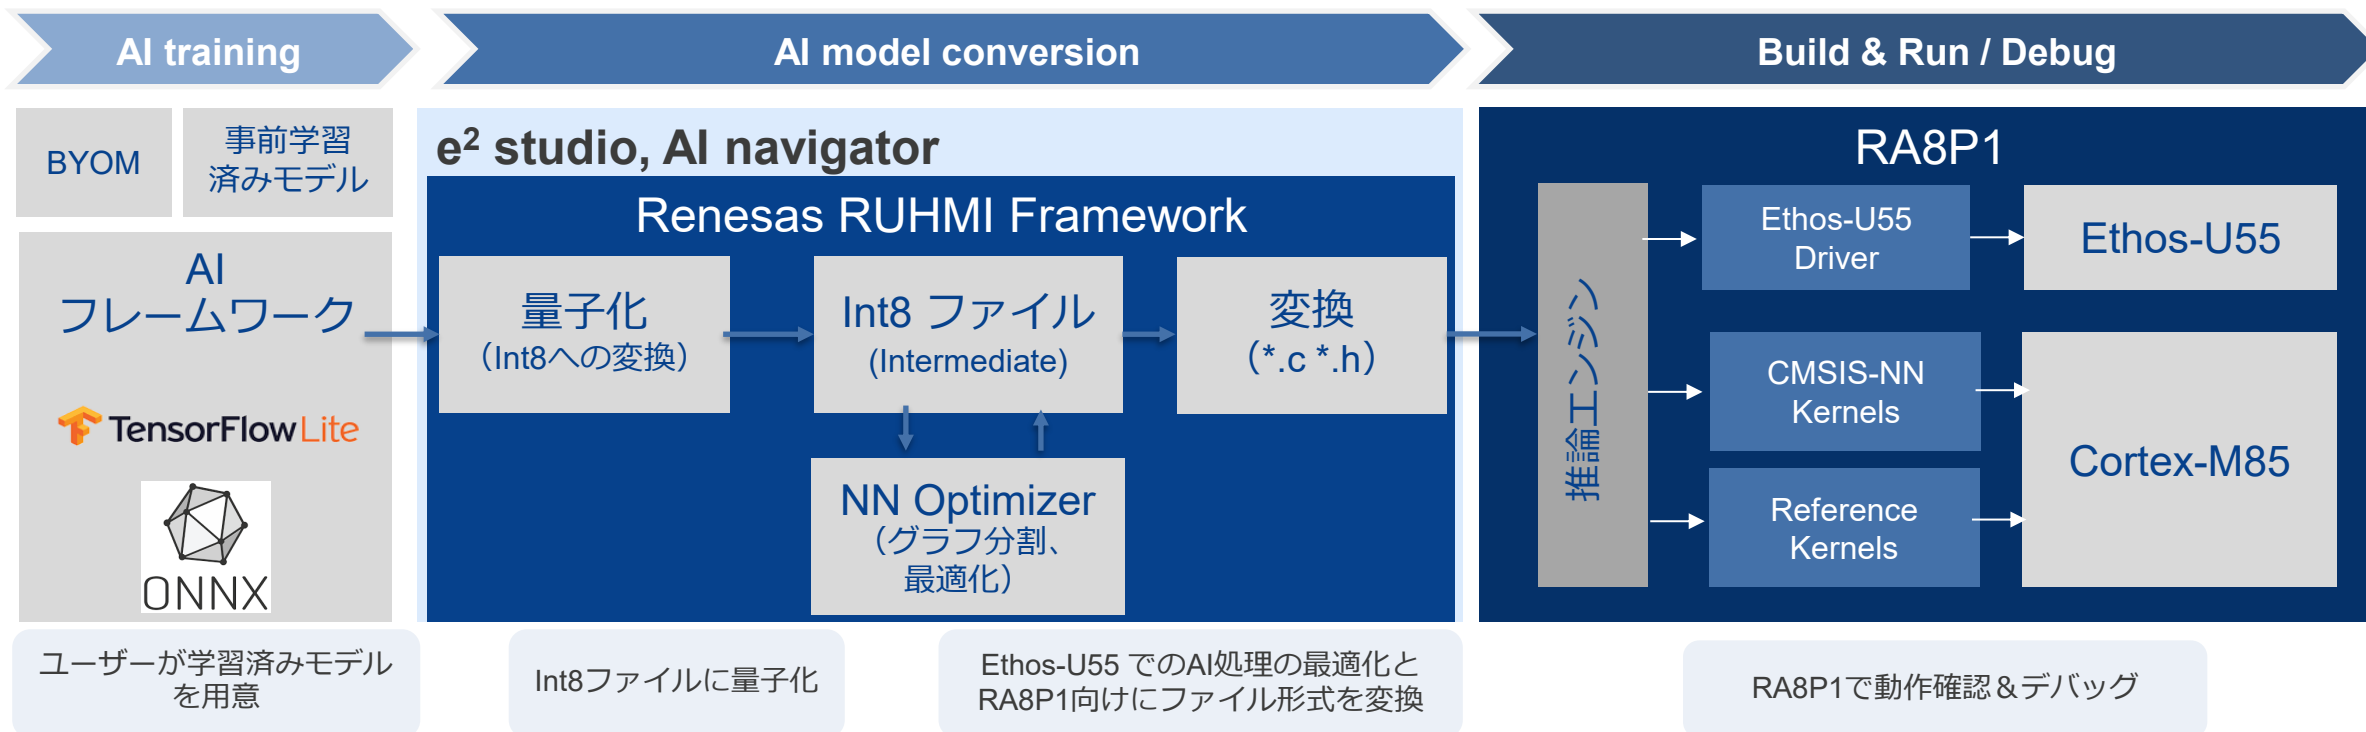 AI training
AI model conversion
Build & Run / Debug
BYOM
事前学習
済みモデル
AI
フレームワーク
TensorFlow Lite
ONNX
e² studio, AI navigator
Renesas RUHMI Framework
量子化
（Int8への変換）
Int8 ファイル
(Intermediate)
変換
（*.c *.h）
NN Optimizer
（グラフ分割、
最適化）
RA8P1
推論エンジン
Ethos-U55
Driver
Ethos-U55
CMSIS-NN
Kernels
Reference
Kernels
Cortex-M85
ユーザーが学習済みモデル
を用意
Int8ファイルに量子化
Ethos-U55 でのAI処理の最適化と
RA8P1向けにファイル形式を変換
RA8P1で動作確認＆デバッグ